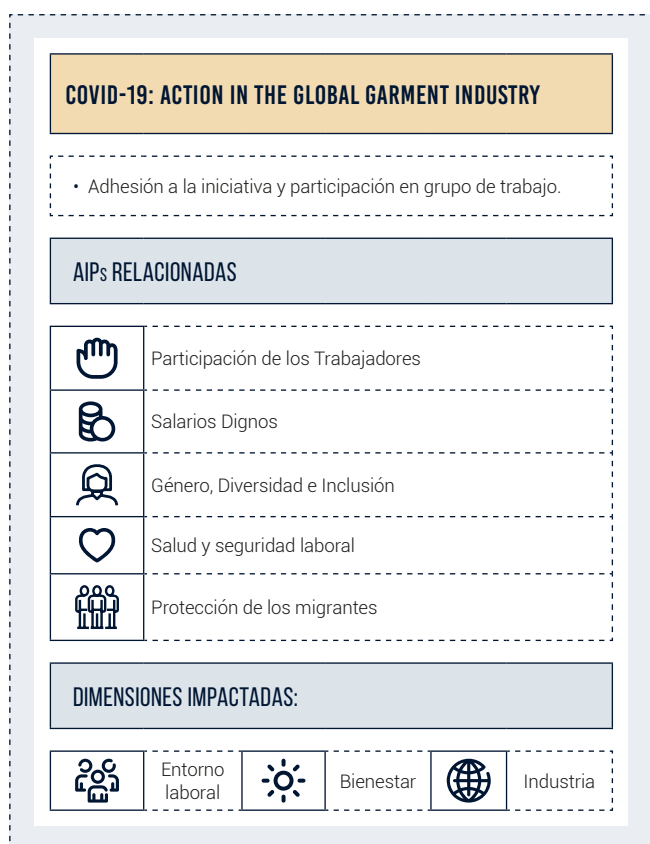 COVID-19: ACTION IN THE GLOBAL GARMENT INDUSTRY
• Adhesión a la iniciativa y participación en grupo de trabajo.
AIPs RELACIONADAS
Participación de los Trabajadores
Salarios Dignos
Género, Diversidad e Inclusión
Salud y seguridad laboral
Protección de los migrantes
DIMENSIONES IMPACTADAS:
Entorno
laboral
Bienestar
Industria